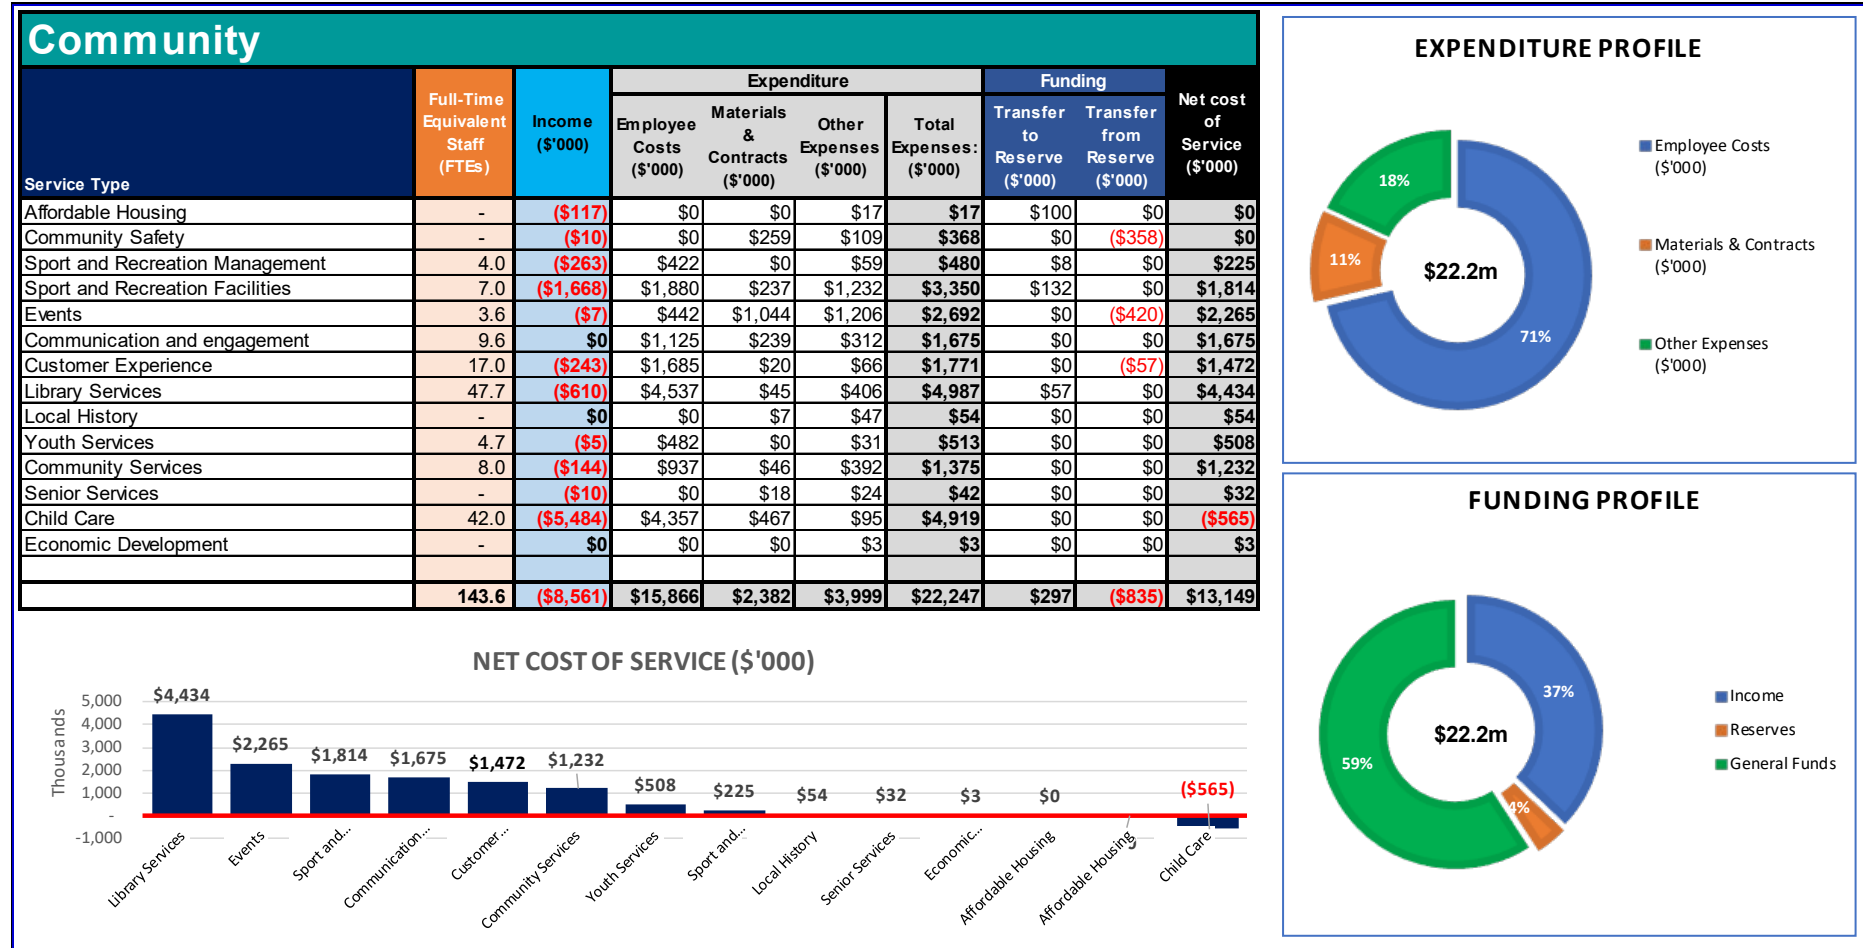 Community
Service Type
Full-Time
Equivalent
Staff
(FTEs)
Income
($'000)
Expenditure
Employee
Costs
($'000)
Materials
&
Contracts
($'000)
Other
Expenses
($'000)
Total
Expenses:
($'000)
Funding
Transfer
to
Reserve
($'000)
Transfer
from
Reserve
($'000)
Net cost
of
Service
($'000)
Affordable Housing - ($117) $0 $0 $17 $17 $100 $0 $0
Community Safety - ($10) $0 $259 $109 $368 $0 ($358) $0
Sport and Recreation Management 4.0 ($263) $422 $0 $59 $480 $8 $0 $225
Sport and Recreation Facilities 7.0 ($1,668) $1,880 $237 $1,232 $3,350 $132 $0 $1,814
Events 3.6 ($7) $442 $1,044 $1,206 $2,692 $0 ($420) $2,265
Communication and engagement 9.6 $0 $1,125 $239 $312 $1,675 $0 $0 $1,675
Customer Experience 17.0 ($243) $1,685 $20 $66 $1,771 $0 ($57) $1,472
Library Services 47.7 ($610) $4,537 $45 $406 $4,987 $57 $0 $4,434
Local History - $0 $0 $7 $47 $54 $0 $0 $54
Youth Services 4.7 ($5) $482 $0 $31 $513 $0 $0 $508
Community Services 8.0 ($144) $937 $46 $392 $1,375 $0 $0 $1,232
Senior Services - ($10) $0 $18 $24 $42 $0 $0 $32
Child Care 42.0 ($5,484) $4,357 $467 $95 $4,919 $0 $0 ($565)
Economic Development - $0 $0 $0 $3 $3 $0 $0 $3
143.6 ($8,561) $15,866 $2,382 $3,999 $22,247 $297 ($835) $13,149
NET COST OF SERVICE ($'000)
Thousands
5,000
4,000
3,000
2,000
1,000
-
-1,000
$4,434
$2,265
$1,814
$1,675
$1,472
$1,232
$508
$225
$54
$32
$3
$0
($565)
Library Services
Events
Sport and...
Communication...
Customer...
Community Services
Youth Services
Sport and...
Local History
Senior Services
Economic...
Affordable Housing
Affordable Housing
Child Care
EXPENDITURE PROFILE
18%
11%
71%
$22.2m
Employee Costs
($'000)
Materials & Contracts
($'000)
Other Expenses
($'000)
FUNDING PROFILE
37%
4%
59%
$22.2m
Income
Reserves
General Funds